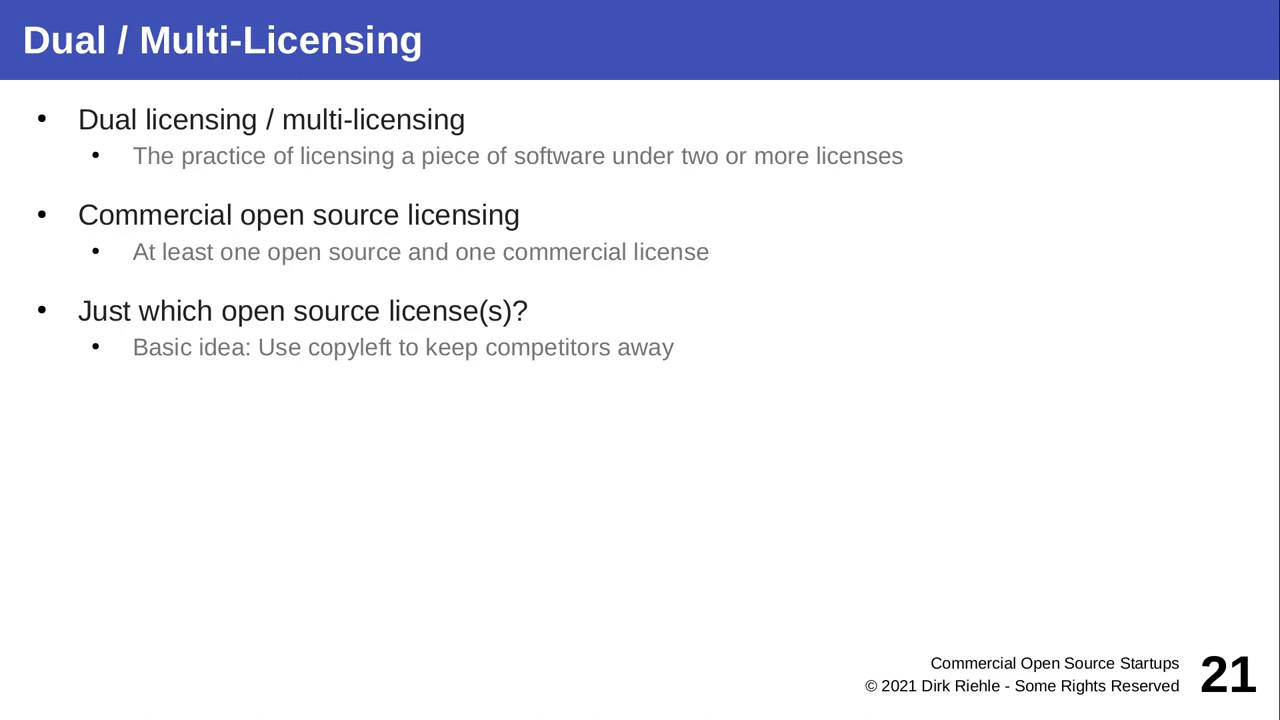 Dual / Multi-Licensing
• Dual licensing / multi-licensing
• The practice of licensing a piece of software under two or more licenses
• Commercial open source licensing
• At least one open source and one commercial license
• Just which open source license(s)?
• Basic idea: Use copyleft to keep competitors away
Commercial Open Source Startups
© 2021 Dirk Riehle - Some Rights Reserved
21